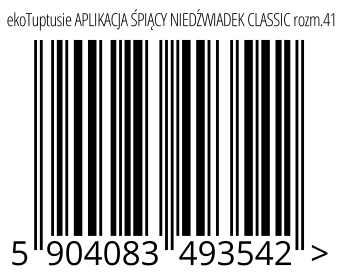 ekoTuptusie APLIKACJA ŚPIĄCY NIEDŹWIADEK CLASSIC rozm.41
5 904083 493542 >